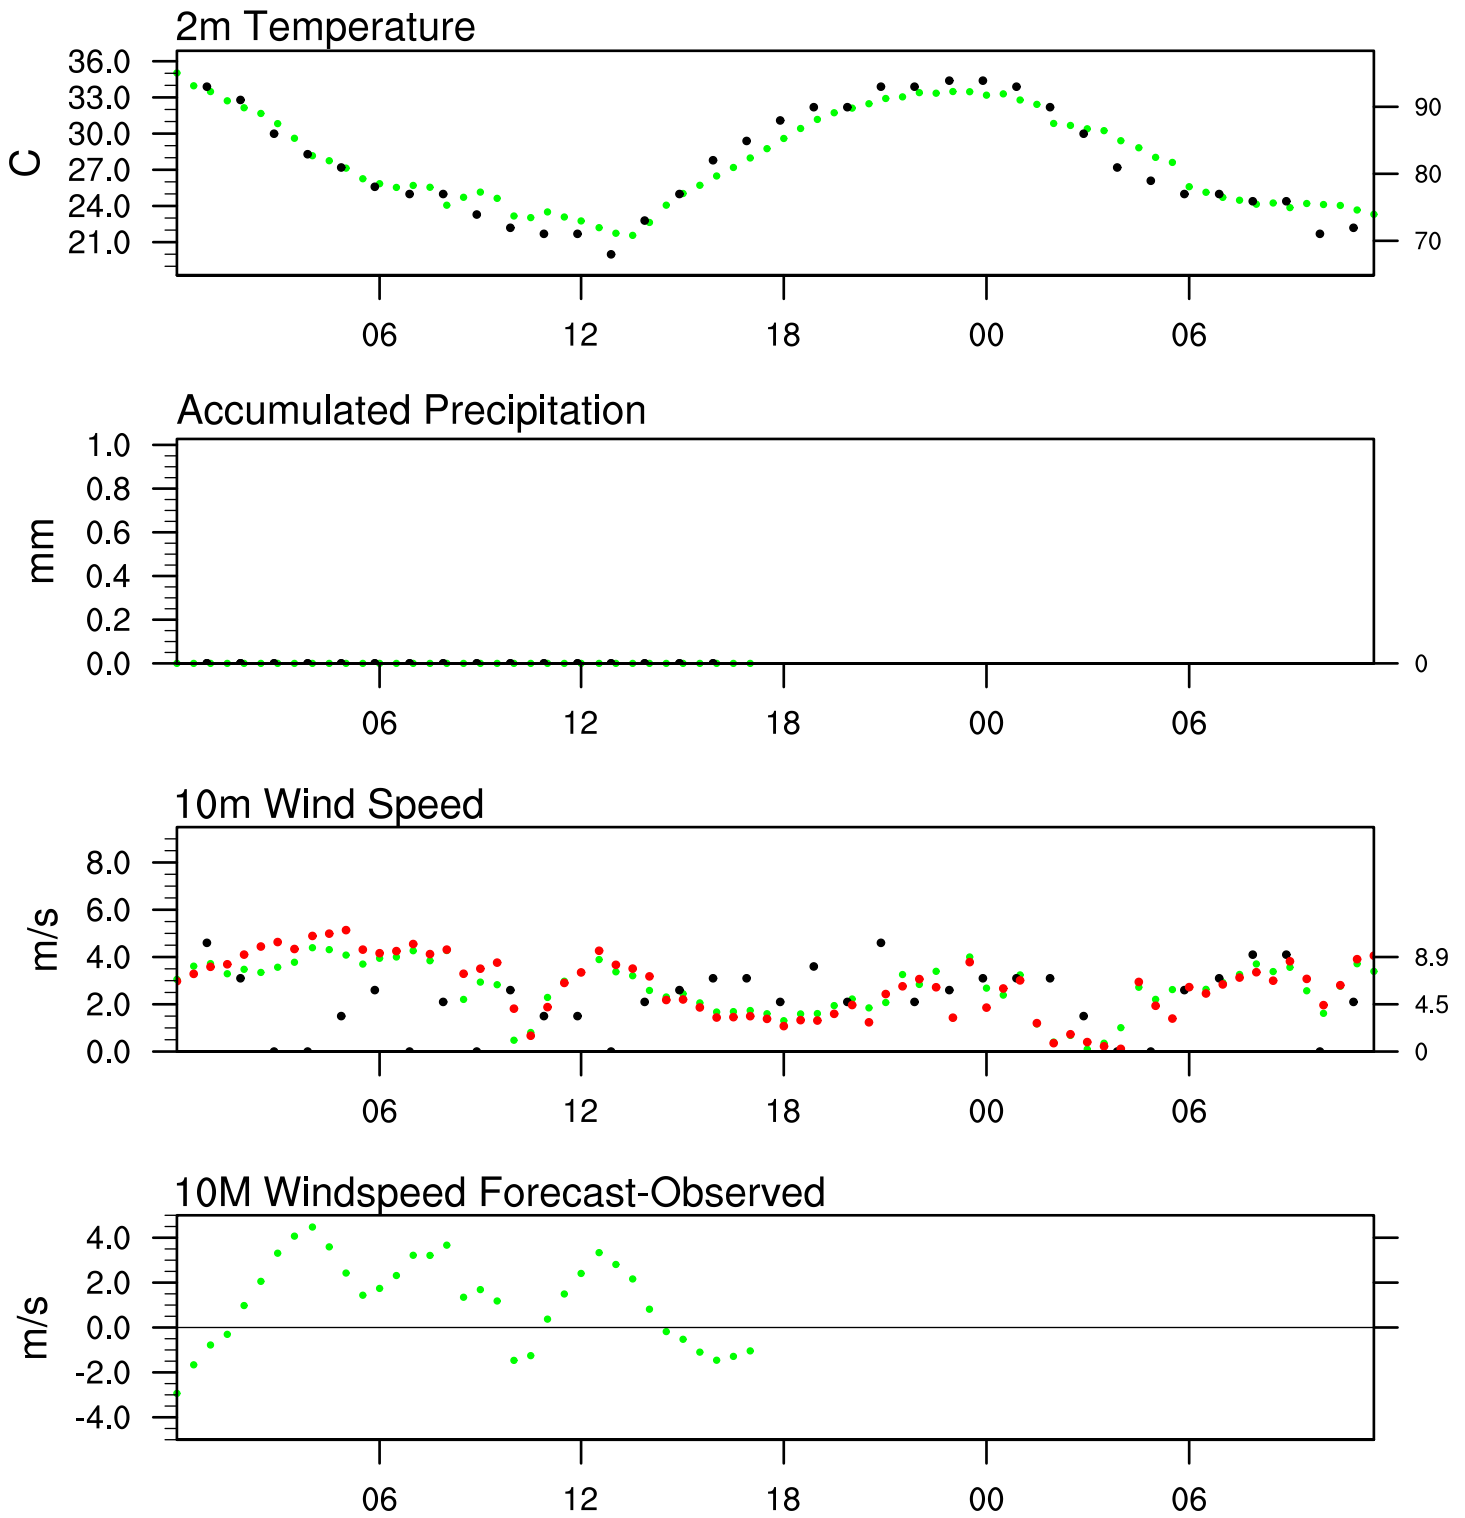 2m Temperature
36.0
33.0
30.0
27.0
24.0
21.0
C
90
80
70
06 12 18 00 06
Accumulated Precipitation
1.0
0.8
0.6
0.4
0.2
0.0
mm
0
06 12 18 00 06
10m Wind Speed
8.0
6.0
4.0
2.0
0.0
m/s
8.9
4.5
0
06 12 18 00 06
10M Windspeed Forecast-Observed
4.0
2.0
0.0
-2.0
-4.0
m/s
06 12 18 00 06